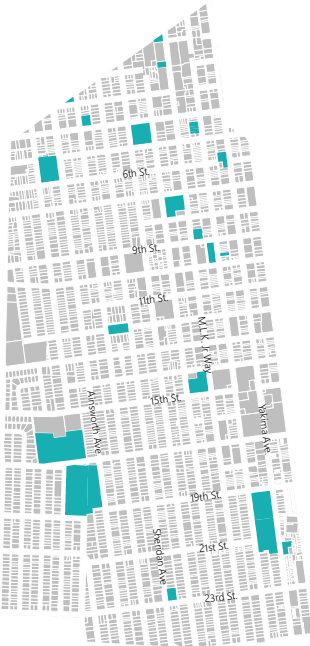 6th St.
9th St.
11th St.
M.L.K. Jr Way
15th St.
Ainsworth Ave
Yakima Ave
19th St.
21st St.
Sheridan Ave
23rd St.